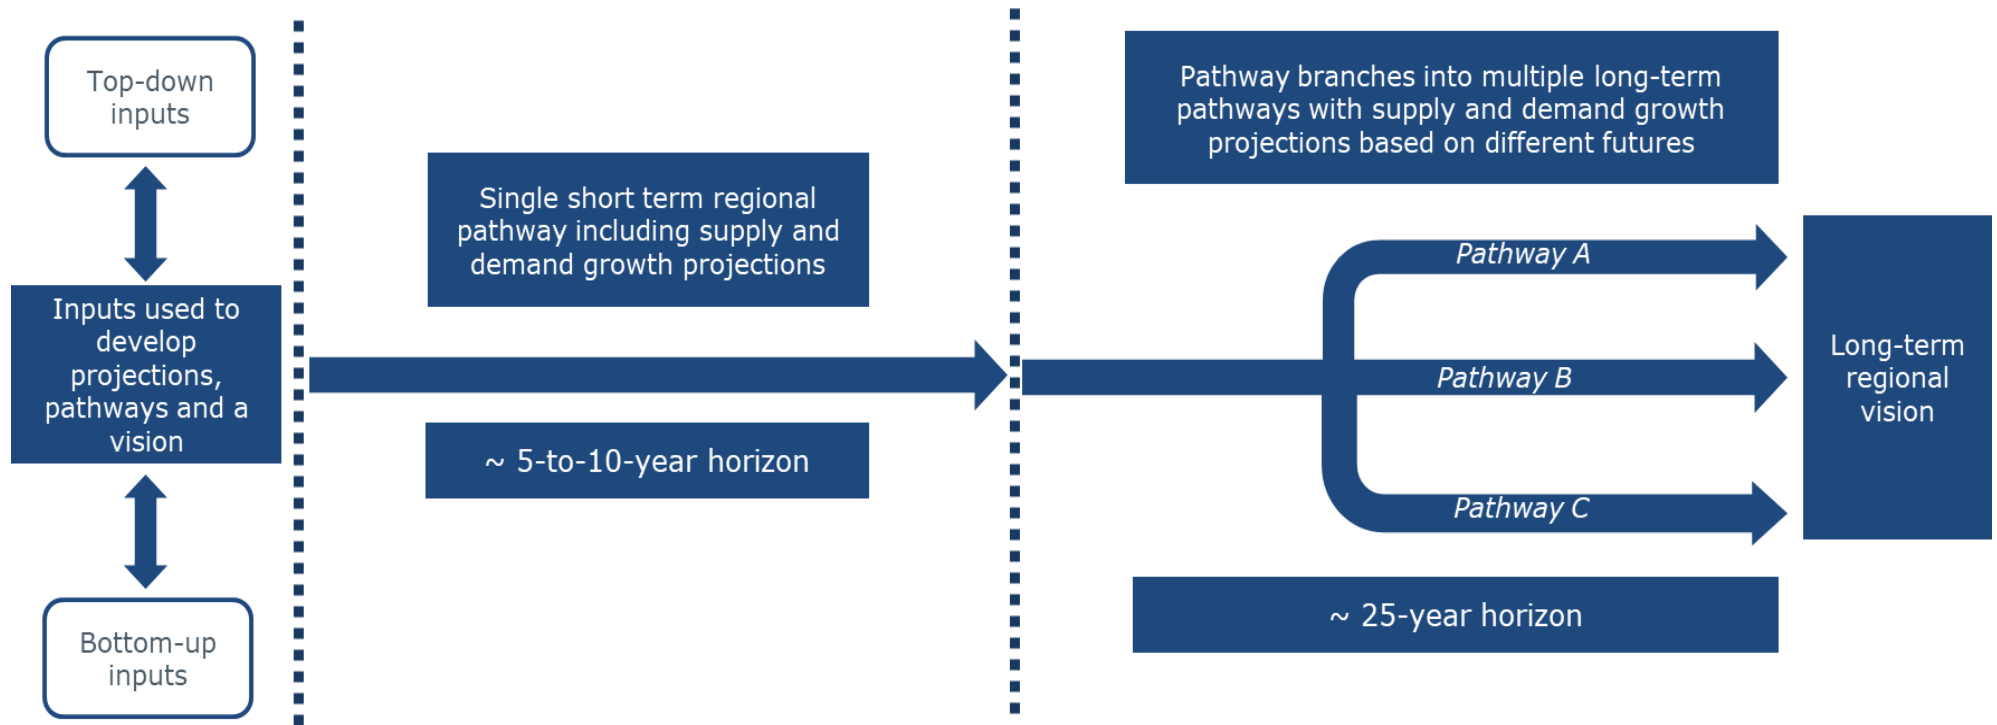 Top-down
inputs
Inputs used to
develop
projections,
pathways and a
vision
Bottom-up
inputs
Single short term regional
pathway including supply and
demand growth projections
~ 5-to-10-year horizon
Pathway branches into multiple long-term
pathways with supply and demand growth
projections based on different futures
Pathway A
Pathway B
Pathway C
~ 25-year horizon
Long-term
regional
vision